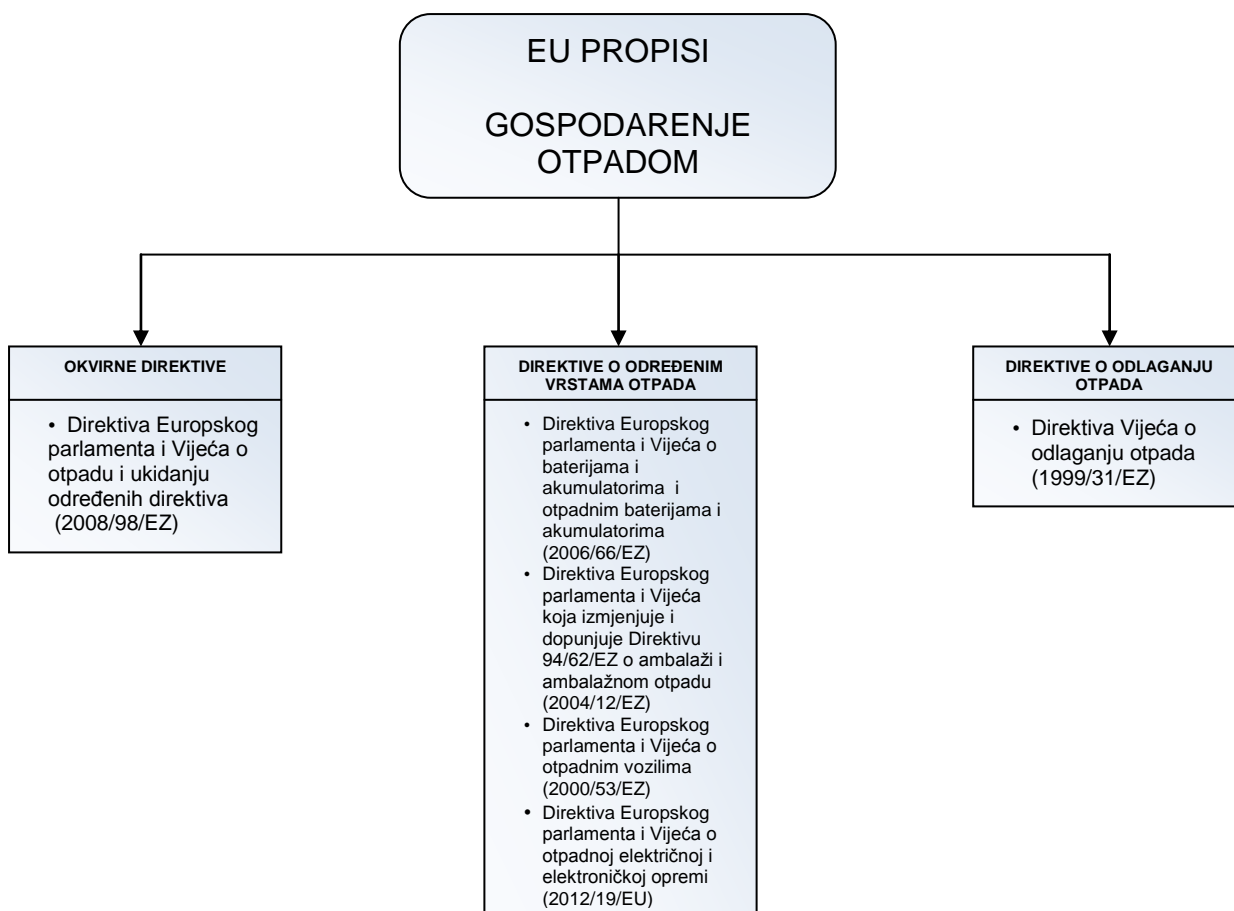 EU PROPISI
GOSPODARENJE
OTPADOM
OKVIRNE DIREKTIVE
• Direktiva Europskog
parlamenta i Vijeća o
otpadu i ukidanju
određenih direktiva
(2008/98/EZ)
DIREKTIVE O ODREĐENIM
VRSTAMA OTPADA
• Direktiva Europskog
parlamenta i Vijeća o
baterijama i
akumulatorima i
otpadnim baterijama i
akumulatorima
(2006/66/EZ)
• Direktiva Europskog
parlamenta i Vijeća
koja izmjenjuje i
dopunjuje Direktivu
94/62/EZ o ambalaži i
ambalažnom otpadu
(2004/12/EZ)
• Direktiva Europskog
parlamenta i Vijeća o
otpadnim vozilima
(2000/53/EZ)
• Direktiva Europskog
parlamenta i Vijeća o
otpadnoj električnoj i
elektroničkoj opremi
(2012/19/EU)
DIREKTIVE O ODLAGANJU
OTPADA
• Direktiva Vijeća o
odlaganju otpada
(1999/31/EZ)